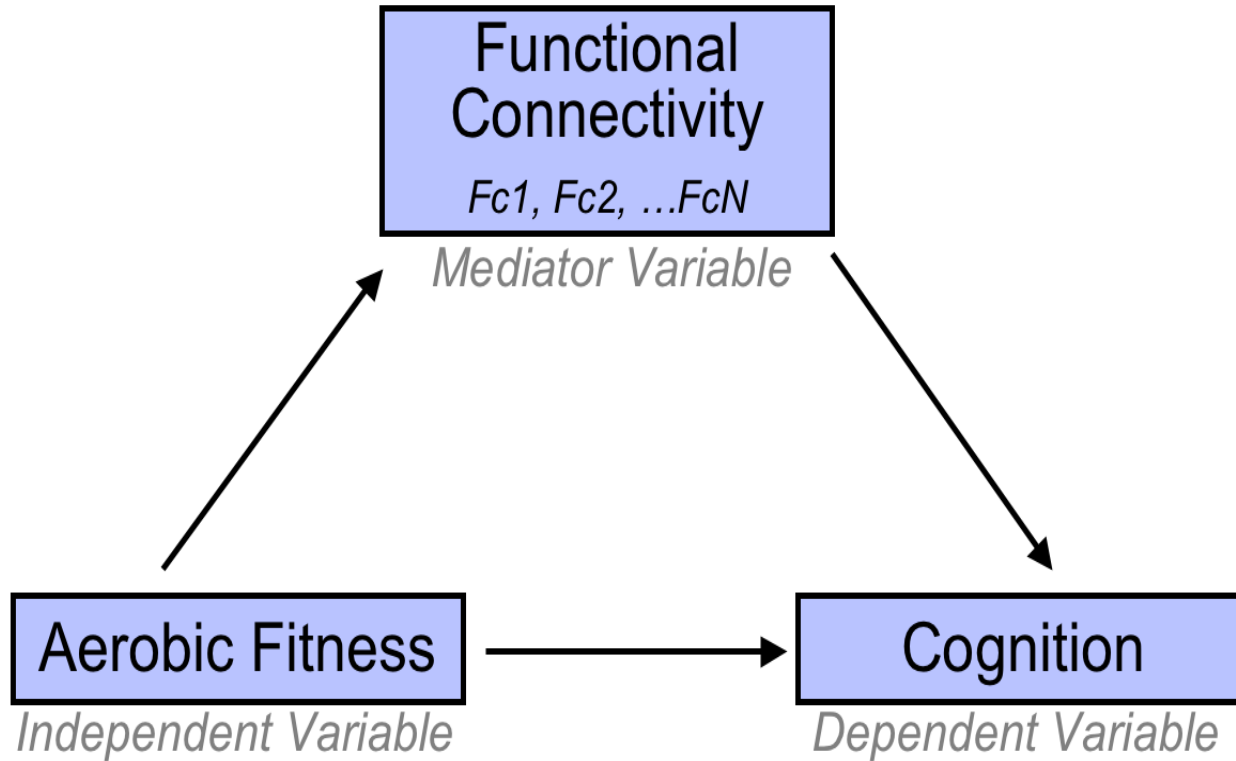 Functional
Connectivity
Fc1, Fc2, …FcN
Mediator Variable
Aerobic Fitness
Independent Variable
Cognition
Dependent Variable